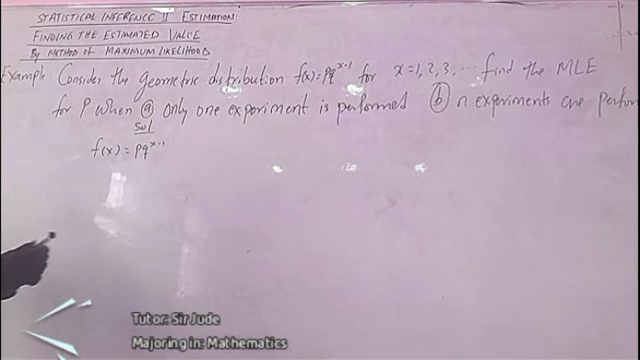 STATISTICAL INFERENCE II ESTIMATION
FINDING THE ESTIMATED VALUE
BY METHOD OF MAXIMUM LIKELIHOOD
Example: Consider the geometric distribution f(x) = pq^{x-1} for x = 1, 2, 3, ... find the MLE
for P when (a) only one experiment is performed (b) n experiments are perfor
Sol
f(x) = pq^{x-1}
Tutor: Sir Jude
Majoring in: Mathematics